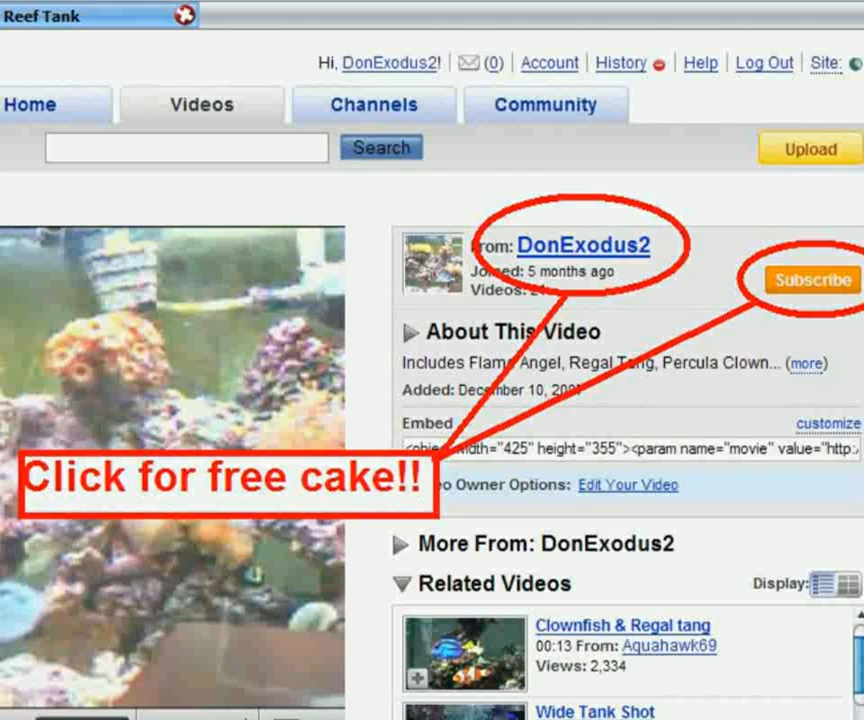 Reef Tank
Hi, DonExodus2! (0) Account History Help Log Out Site:
Home Videos Channels Community
Search Upload
From: DonExodus2
Joined: 5 months ago
Videos:
Subscribe
About This Video
Includes Flame Angel, Regal Tang, Percula Clown... (more)
Added: December 10, 2007
Embed customize
width="425" height="355"><param name="movie" value="http:
Click for free cake!!
Owner Options: Edit Your Video
More From: DonExodus2
Related Videos Display:
Clownfish & Regal tang
00:13 From: Aquahawk69
Views: 2,334
Wide Tank Shot